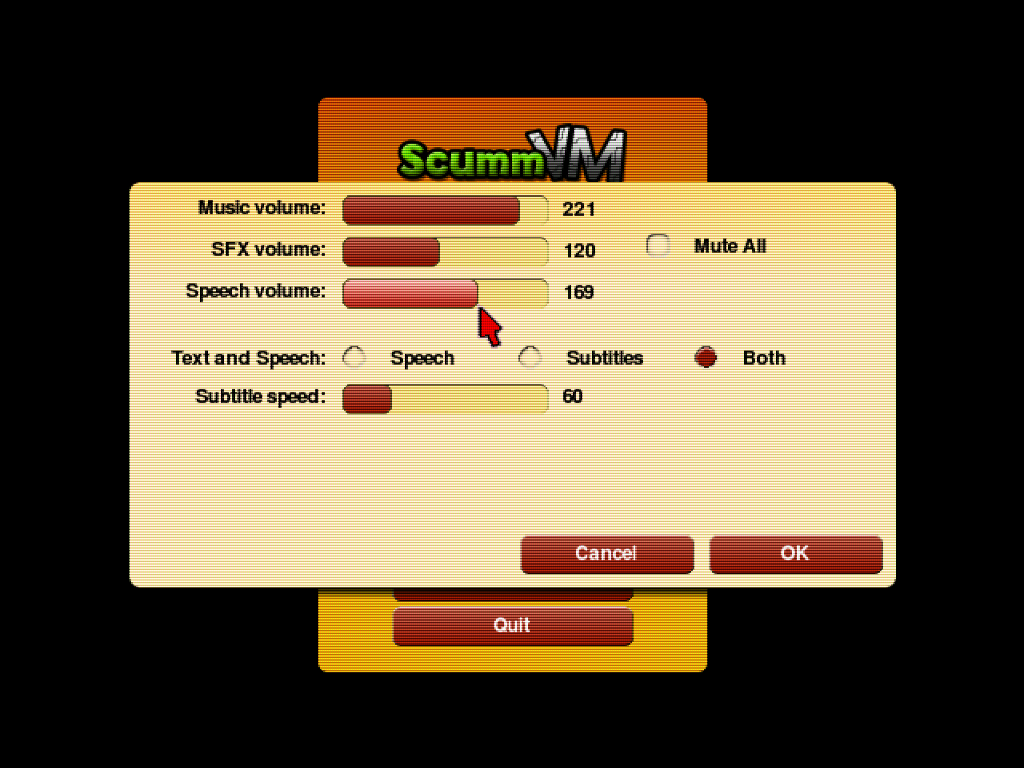 ScummVM
Music volume: 221
SFX volume: 120 Mute All
Speech volume: 169
Text and Speech: Speech Subtitles Both
Subtitle speed: 60
Cancel OK
Quit